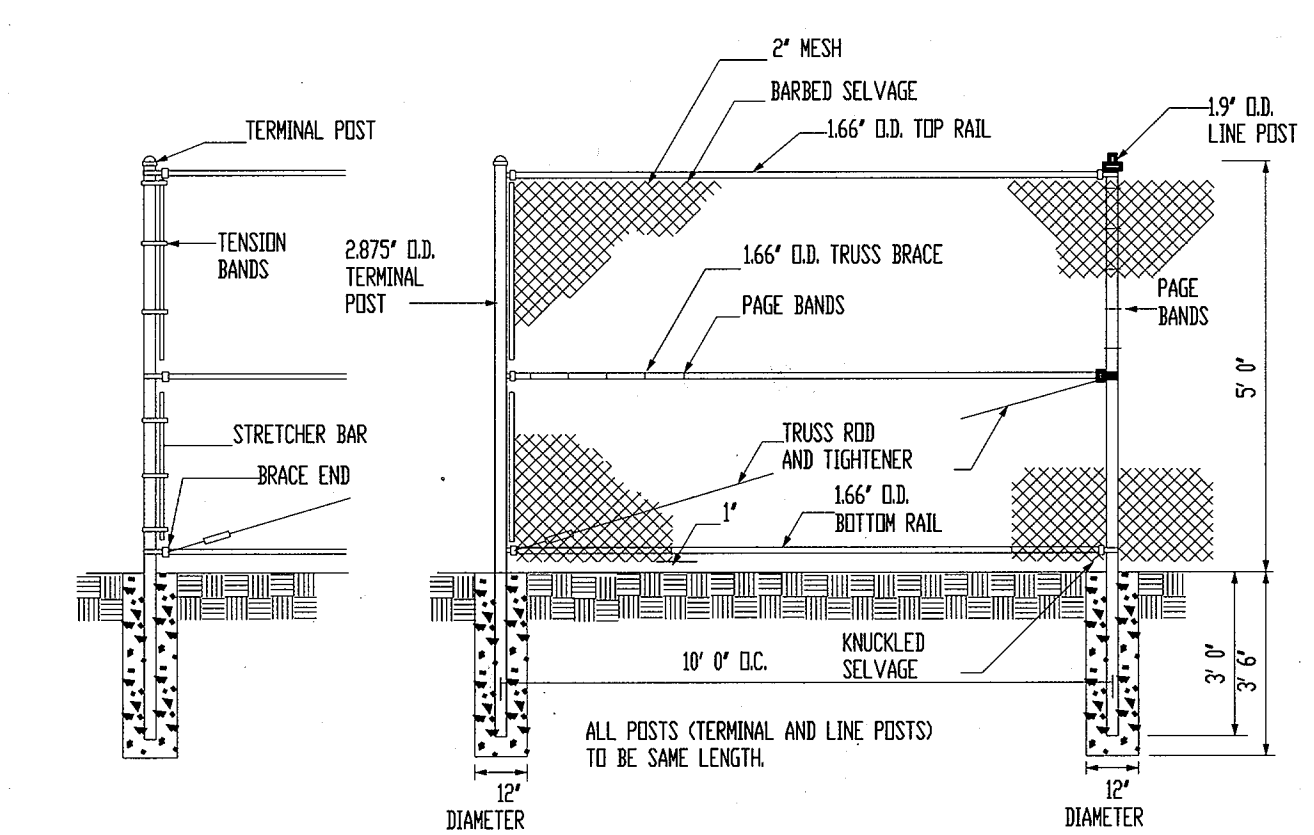 2" MESH
BARBED SELVAGE
1.66" O.D. TOP RAIL
1.9" O.D.
LINE POST
TERMINAL POST
TENSION
BANDS
2.875" O.D.
TERMINAL
POST
1.66" O.D. TRUSS BRACE
PAGE BANDS
PAGE
BANDS
5' 0"
STRETCHER BAR
BRACE END
TRUSS ROD
AND TIGHTENER
1.66" O.D.
BOTTOM RAIL
1"
KNUCKLED
SELVAGE
10' 0" O.C.
3' 0"
3' 6"
ALL POSTS (TERMINAL AND LINE POSTS)
TO BE SAME LENGTH.
12"
DIAMETER
12"
DIAMETER